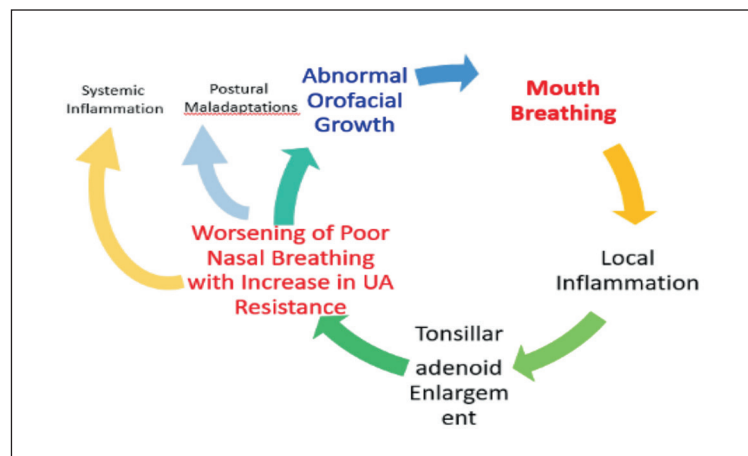 Systemic
Inflammation
Postural
Maladaptations
Abnormal
Orofacial
Growth
Mouth
Breathing
Local
Inflammation
Tonsillar
adenoid
Enlargem
ent
Worsening of Poor
Nasal Breathing
with Increase in UA
Resistance